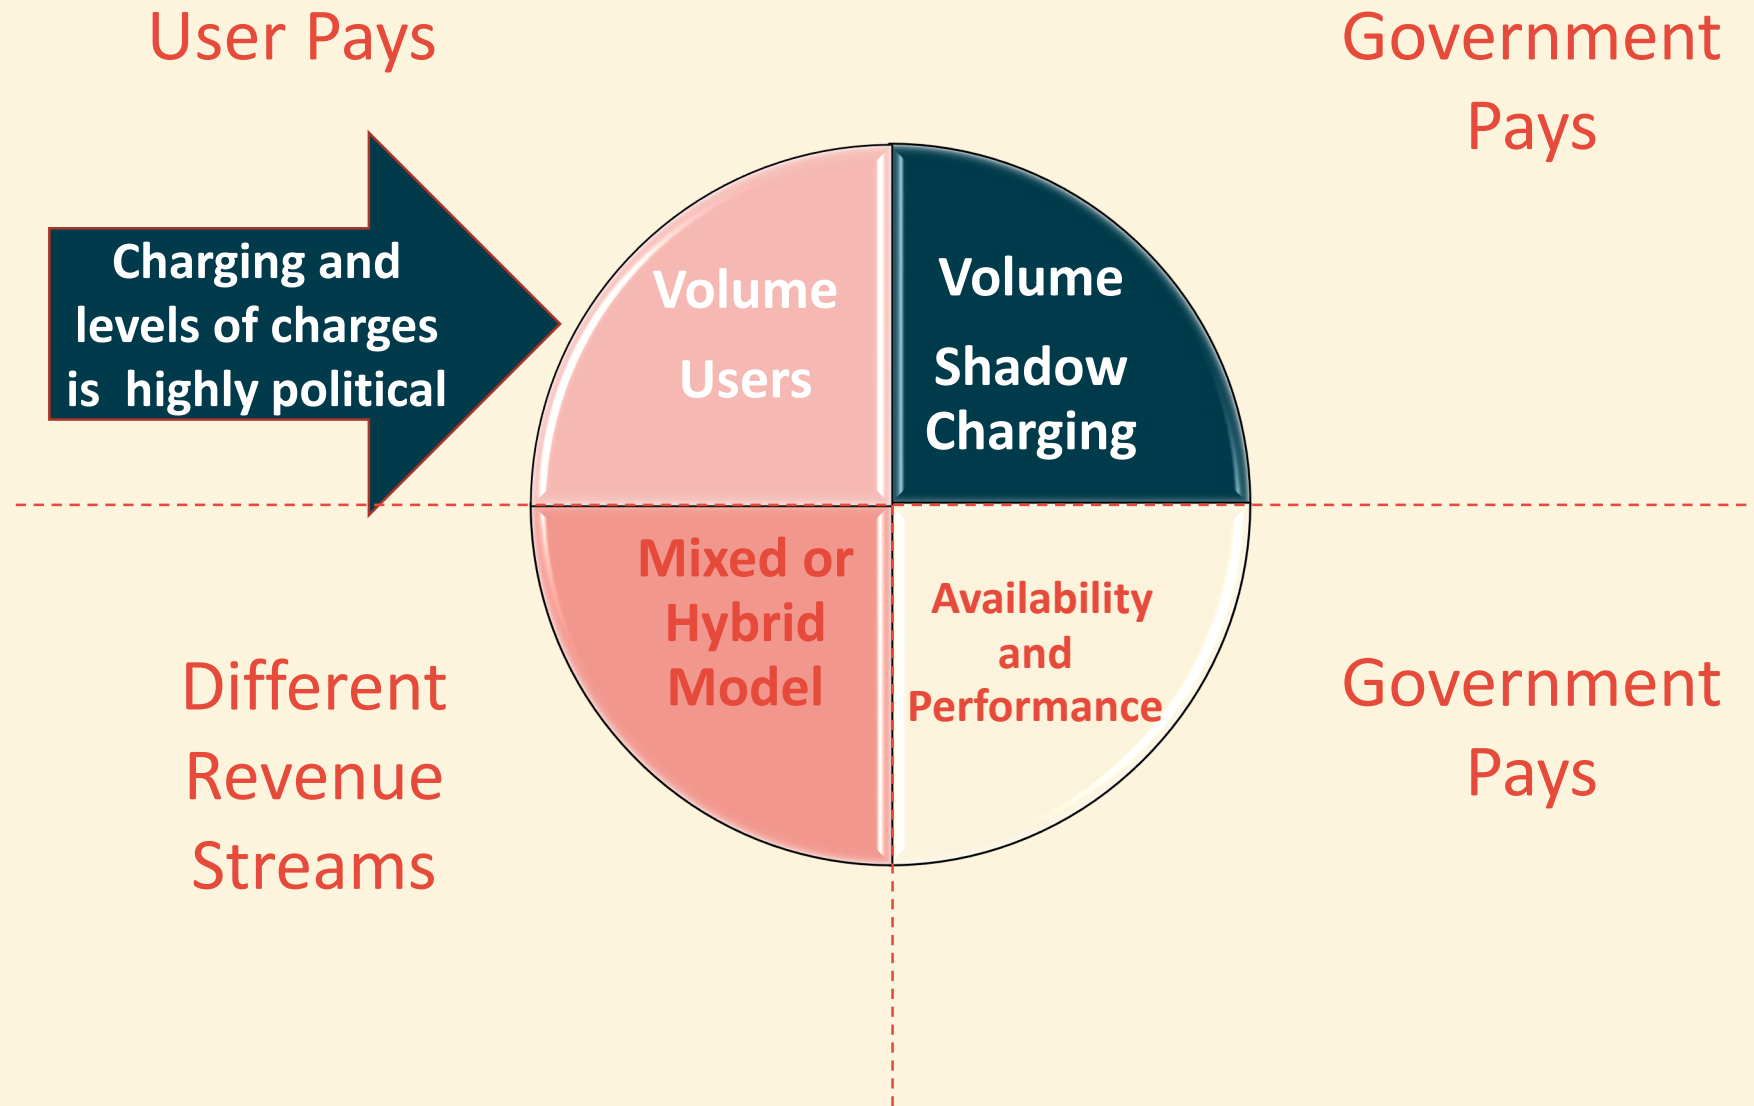 User Pays
Government
Pays
Charging and
levels of charges
is  highly political
Volume
Users
Volume
Shadow
Charging
Mixed or
Hybrid
Model
Availability
and
Performance
Different
Revenue
Streams
Government
Pays